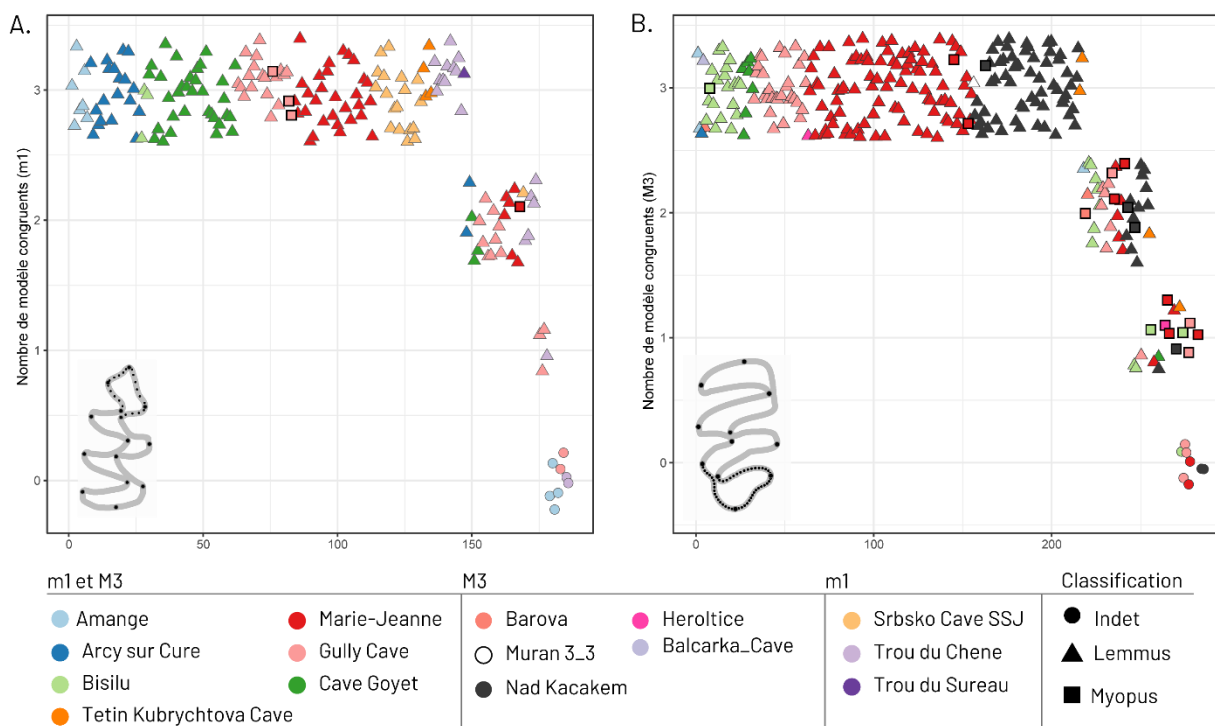 A.
B.
Nombre de modèle congruents (m1)
3
2
1
0
0
50
100
150
Nombre de modèle congruents (M3)
3
2
1
0
0
100
200
m1 et M3
M3
m1
Classification
Amange
Marie-Jeanne
Barova
Heroltice
Srbsko Cave SSJ
Indet
Arcy sur Cure
Gully Cave
Muran 3_3
Balcarka_Cave
Trou du Chene
Lemmus
Bisilu
Cave Goyet
Nad Kacakem
Trou du Sureau
Myopus
Tetin Kubrychtova Cave